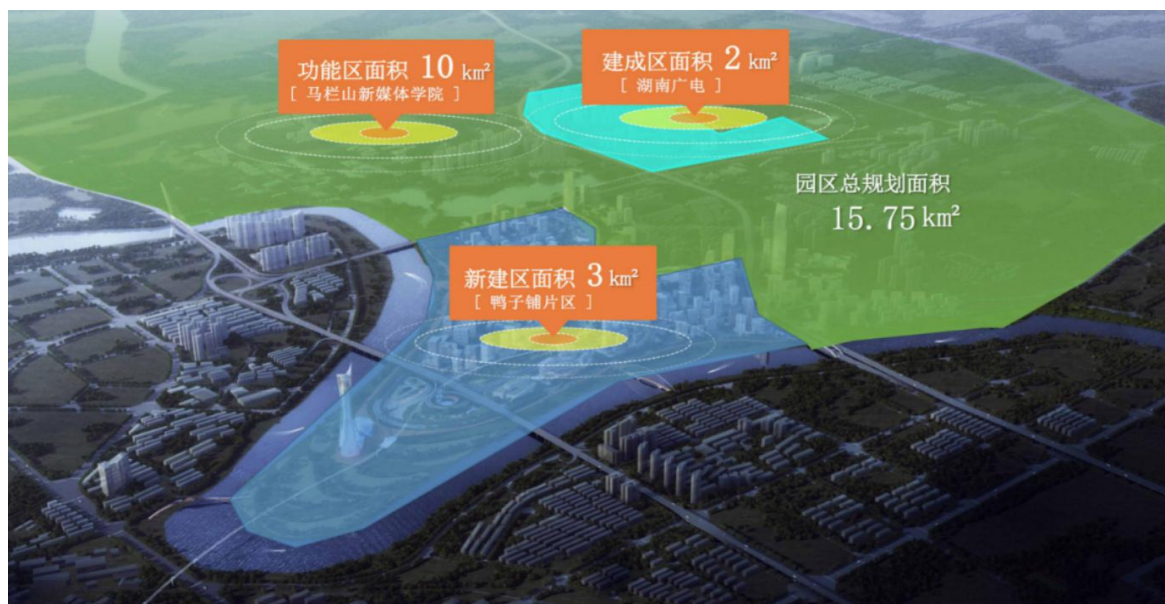 功能区面积 10 km²
[ 马栏山新媒体学院 ]
建成区面积 2 km²
[ 湖南广电 ]
园区总规划面积
15.75 km²
新建区面积 3 km²
[ 鸭子铺片区 ]